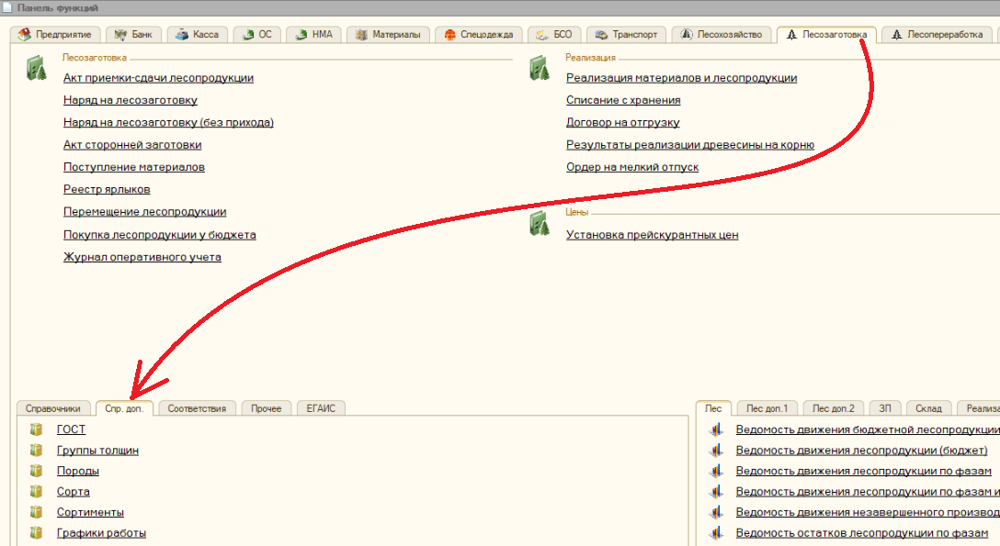 Панель функций
Предприятие Банк Касса ОС НМА Материалы Спецодежда БСО Транспорт Лесохозяйство Лесозаготовка Лесопереработка
Лесозаготовка
Акт приемки-сдачи лесопродукции
Наряд на лесозаготовку
Наряд на лесозаготовку (без прихода)
Акт сторонней заготовки
Поступление материалов
Реестр ярлыков
Перемещение лесопродукции
Покупка лесопродукции у бюджета
Журнал оперативного учета
Реализация
Реализация материалов и лесопродукции
Списание с хранения
Договор на отгрузку
Результаты реализации древесины на корню
Ордер на мелкий отпуск
Цены
Установка прейскурантных цен
Справочники Спр. доп. Соответствия Прочее ЕГАИС
ГОСТ
Группы толщин
Породы
Сорта
Сортименты
Графики работы
Лес Лес доп.1 Лес доп.2 ЗП Склад Реализа
Ведомость движения бюджетной лесопродукции
Ведомость движения лесопродукции (бюджет)
Ведомость движения лесопродукции по фазам
Ведомость движения лесопродукции по фазам и
Ведомость движения незавершенного производ
Ведомость остатков лесопродукции по фазам